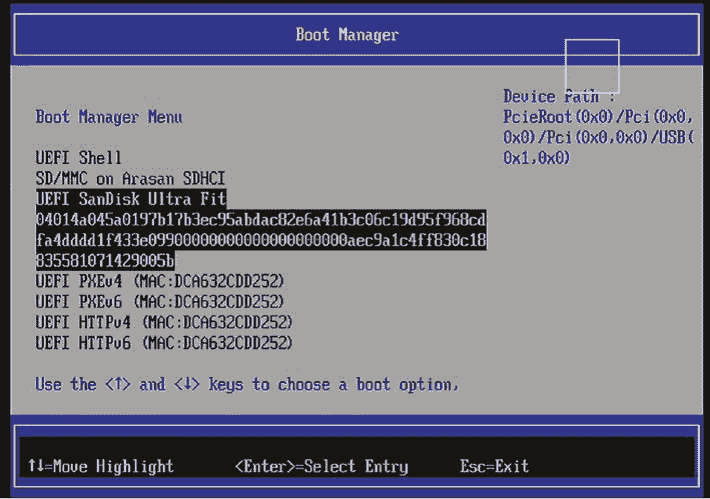 Boot Manager
Device Path :
PcieRoot(0x0)/Pci(0x0,
0x0)/Pci(0x0,0x0)/USB(
0x1,0x0)
Boot Manager Menu
UEFI Shell
SD/MMC on Arasan SDHCI
UEFI SanDisk Ultra Fit
04014a045a0197b17b3ec95abdac82e6a41b3c06c19d95f968cd
fa4dddd1f433e09900000000000000000000aec9a1c4ff830c18
835581071429005b
UEFI PXEv4 (MAC:DCA632CDD252)
UEFI PXEv6 (MAC:DCA632CDD252)
UEFI HTTPv4 (MAC:DCA632CDD252)
UEFI HTTPv6 (MAC:DCA632CDD252)
Use the <↑> and <↓> keys to choose a boot option,
↑↓=Move Highlight <Enter>=Select Entry Esc=Exit